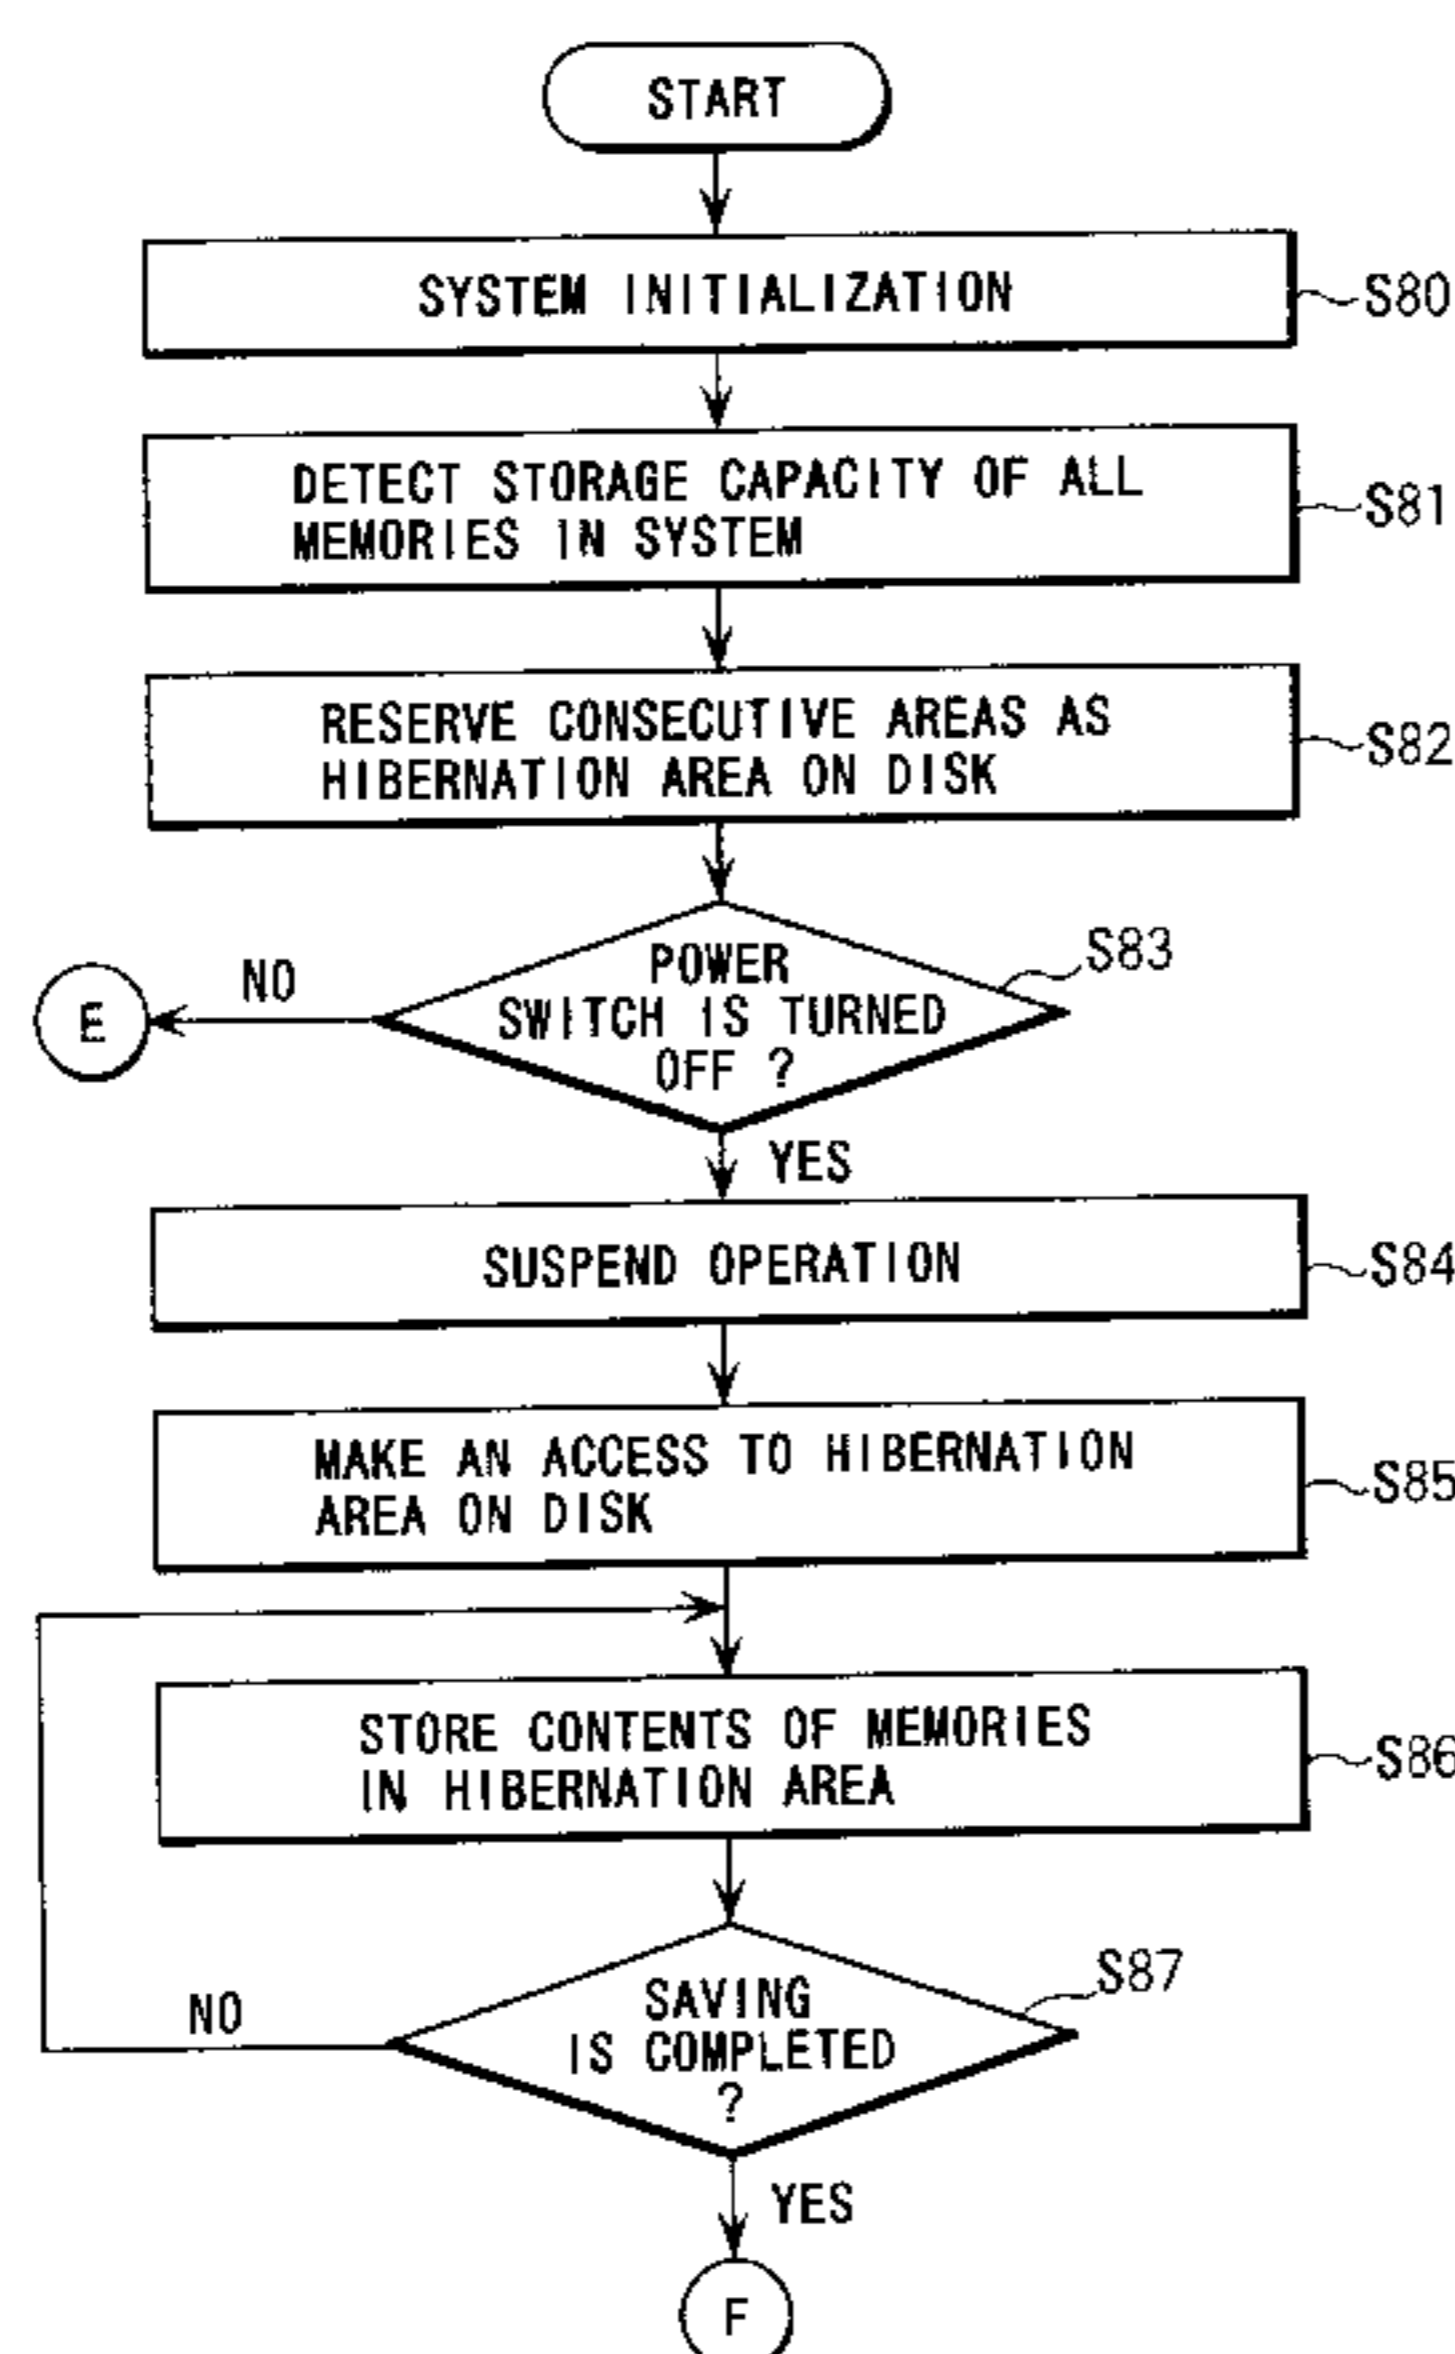 START
SYSTEM INITIALIZATION
S80
DETECT STORAGE CAPACITY OF ALL
MEMORIES IN SYSTEM
S81
RESERVE CONSECUTIVE AREAS AS
HIBERNATION AREA ON DISK
S82
POWER
SWITCH IS TURNED
OFF ?
S83
NO
E
YES
SUSPEND OPERATION
S84
MAKE AN ACCESS TO HIBERNATION
AREA ON DISK
S85
STORE CONTENTS OF MEMORIES
IN HIBERNATION AREA
S86
SAVING
IS COMPLETED
?
S87
NO
YES
F